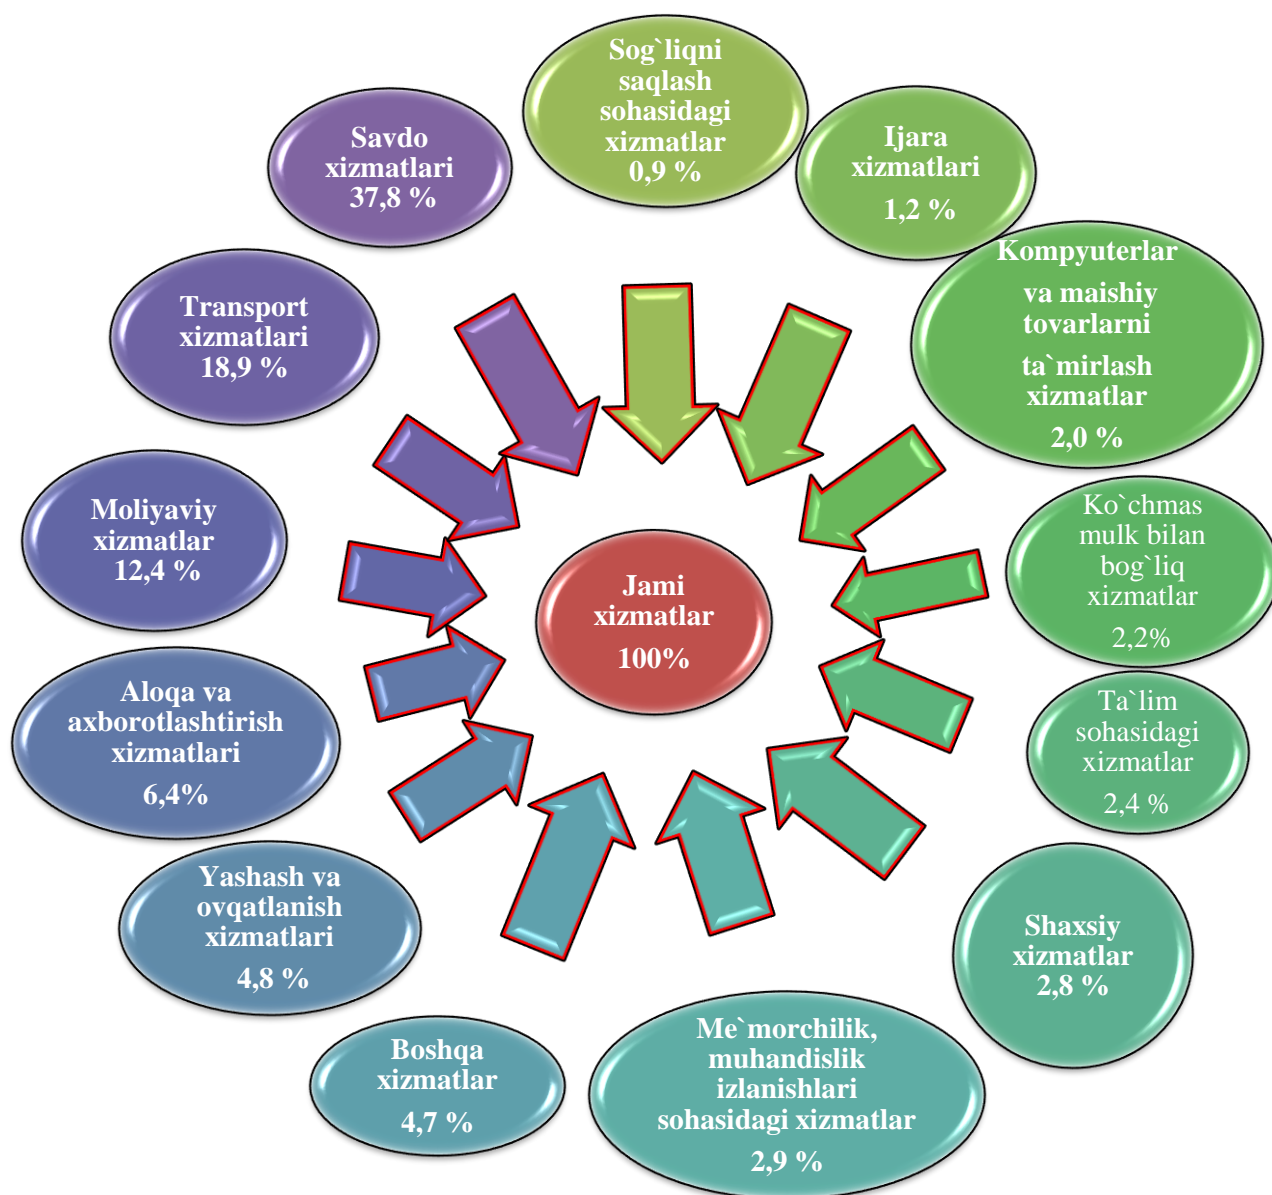 Sog`liqni
saqlash
sohasidagi
xizmatlar
0,9 %
Ijara
xizmatlari
1,2 %
Kompyuterlar
va maishiy
tovarlarni
ta`mirlash
xizmatlar
2,0 %
Ko`chmas
mulk bilan
bog`liq
xizmatlar
2,2%
Ta`lim
sohasidagi
xizmatlar
2,4 %
Shaxsiy
xizmatlar
2,8 %
Me`morchilik,
muhandislik
izlanishlari
sohasidagi xizmatlar
2,9 %
Boshqa
xizmatlar
4,7 %
Yashash va
ovqatlanish
xizmatlari
4,8 %
Aloqa va
axborotlashtirish
xizmatlari
6,4%
Moliyaviy
xizmatlar
12,4 %
Transport
xizmatlari
18,9 %
Savdo
xizmatlari
37,8 %
Jami
xizmatlar
100%